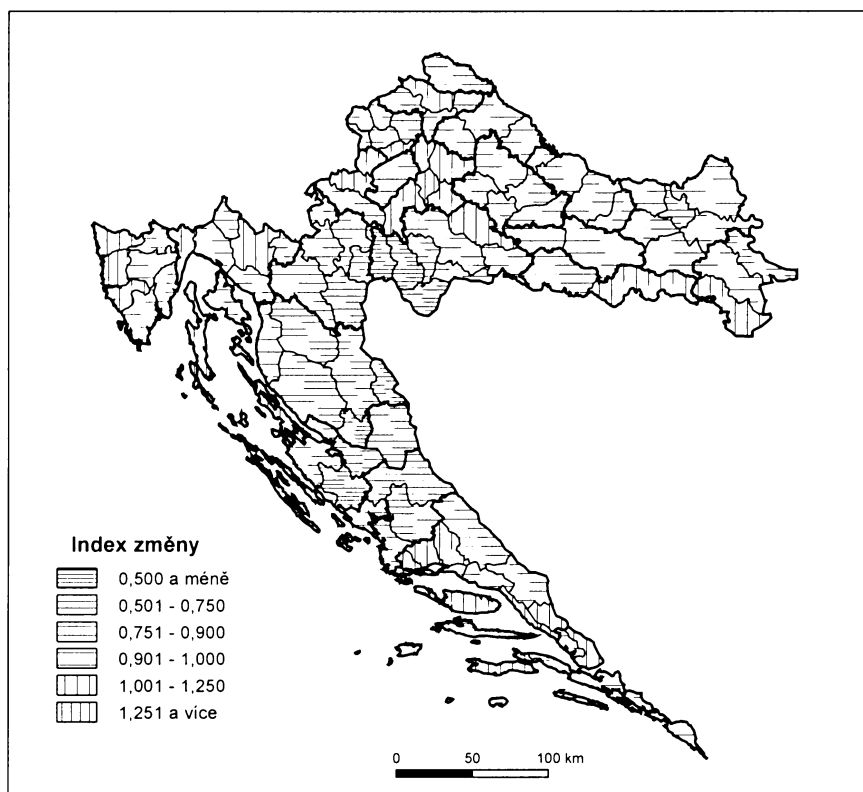 Index změny
0,500 a méně
0,501 - 0,750
0,751 - 0,900
0,901 - 1,000
1,001 - 1,250
1,251 a více
0 50 100 km